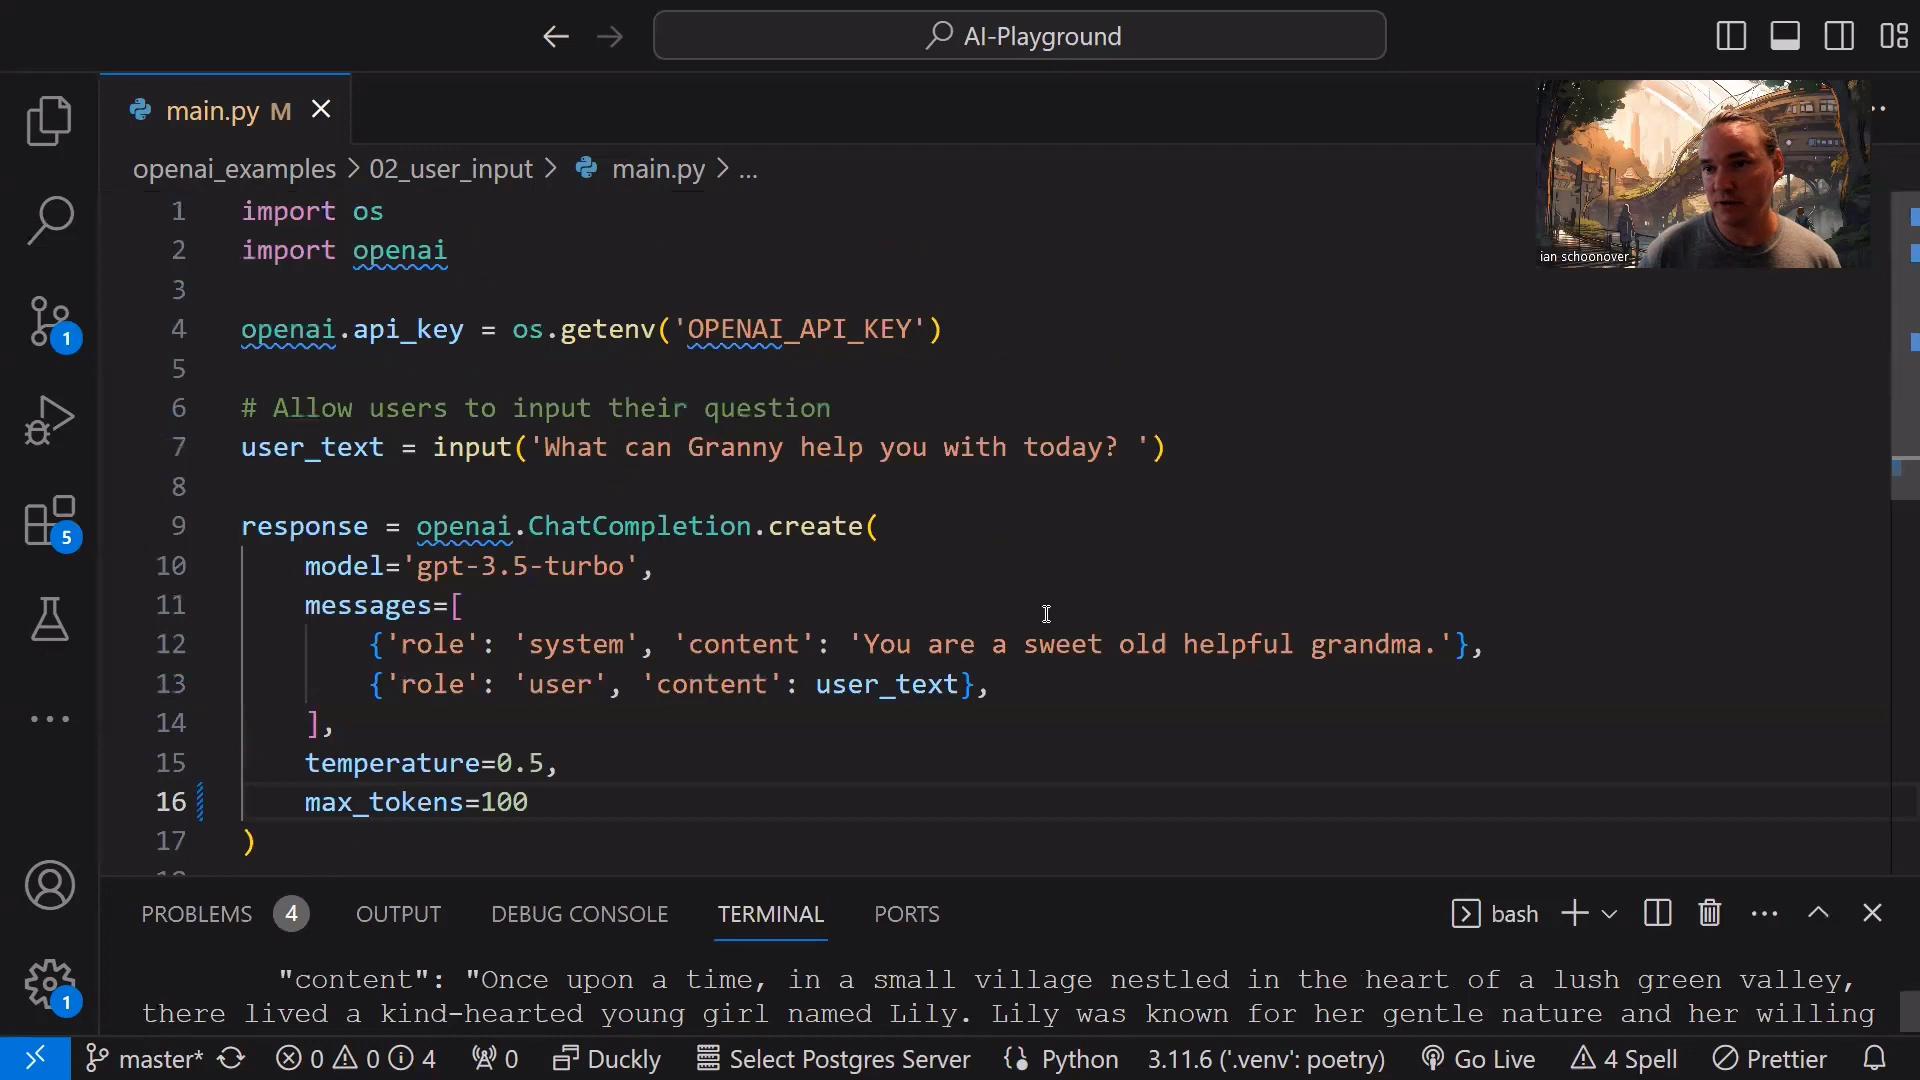 AI-Playground
main.py M
openai_examples > 02_user_input > main.py > ...
1 import os
2 import openai
3
4 openai.api_key = os.getenv('OPENAI_API_KEY')
5
6 # Allow users to input their question
7 user_text = input('What can Granny help you with today? ')
8
9 response = openai.ChatCompletion.create(
10 model='gpt-3.5-turbo',
11 messages=[
12 {'role': 'system', 'content': 'You are a sweet old helpful grandma.'},
13 {'role': 'user', 'content': user_text},
14 ],
15 temperature=0.5,
16 max_tokens=100
17 )
ian schoonover
1
5
1
PROBLEMS 4 OUTPUT DEBUG CONSOLE TERMINAL PORTS bash
"content": "Once upon a time, in a small village nestled in the heart of a lush green valley,
there lived a kind-hearted young girl named Lily. Lily was known for her gentle nature and her willing
master* 0 0 4 0 Duckly Select Postgres Server Python 3.11.6 ('.venv': poetry) Go Live 4 Spell Prettier